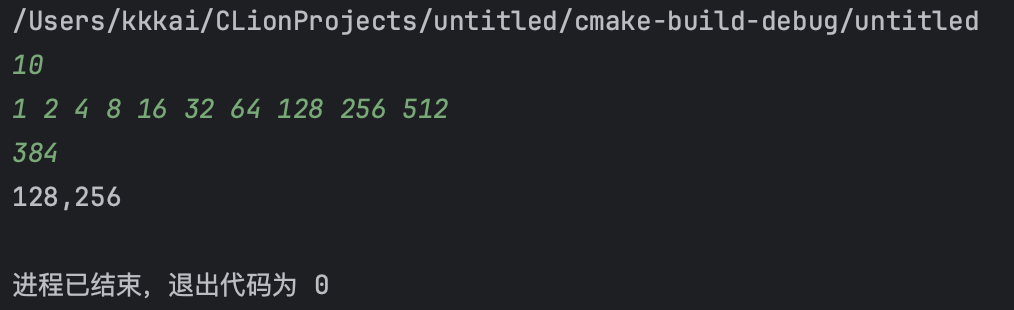 /Users/kkkai/CLionProjects/untitled/cmake-build-debug/untitled
10
1 2 4 8 16 32 64 128 256 512
384
128,256
进程已结束，退出代码为 0